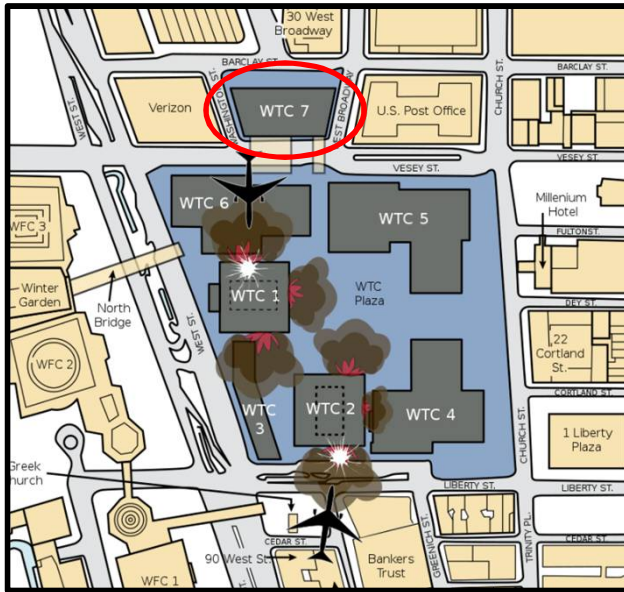 30 West
Broadway
BARCLAY ST.
BARCLAY ST.
WEST ST.
Verizon
WASHINGTON ST.
WTC 7
EST BROADWAY
U.S. Post Office
CHURCH ST.
VESEY ST.
VESEY ST.
WTC 6
WTC 5
Millenium
Hotel
WFC 3
FULTON ST.
WTC 1
WTC
Plaza
Winter
Garden
North
Bridge
WEST ST.
DEY ST.
22
Cortland
St.
WFC 2
CORTLAND ST.
WTC
3
WTC 2
WTC 4
CHURCH ST.
1 Liberty
Plaza
Greek
hurch
LIBERTY ST.
LIBERTY ST.
CEDAR ST.
90 West St.
Bankers
Trust
GREENICH ST.
TRINITY PL.
CEDAR ST.
WFC 1